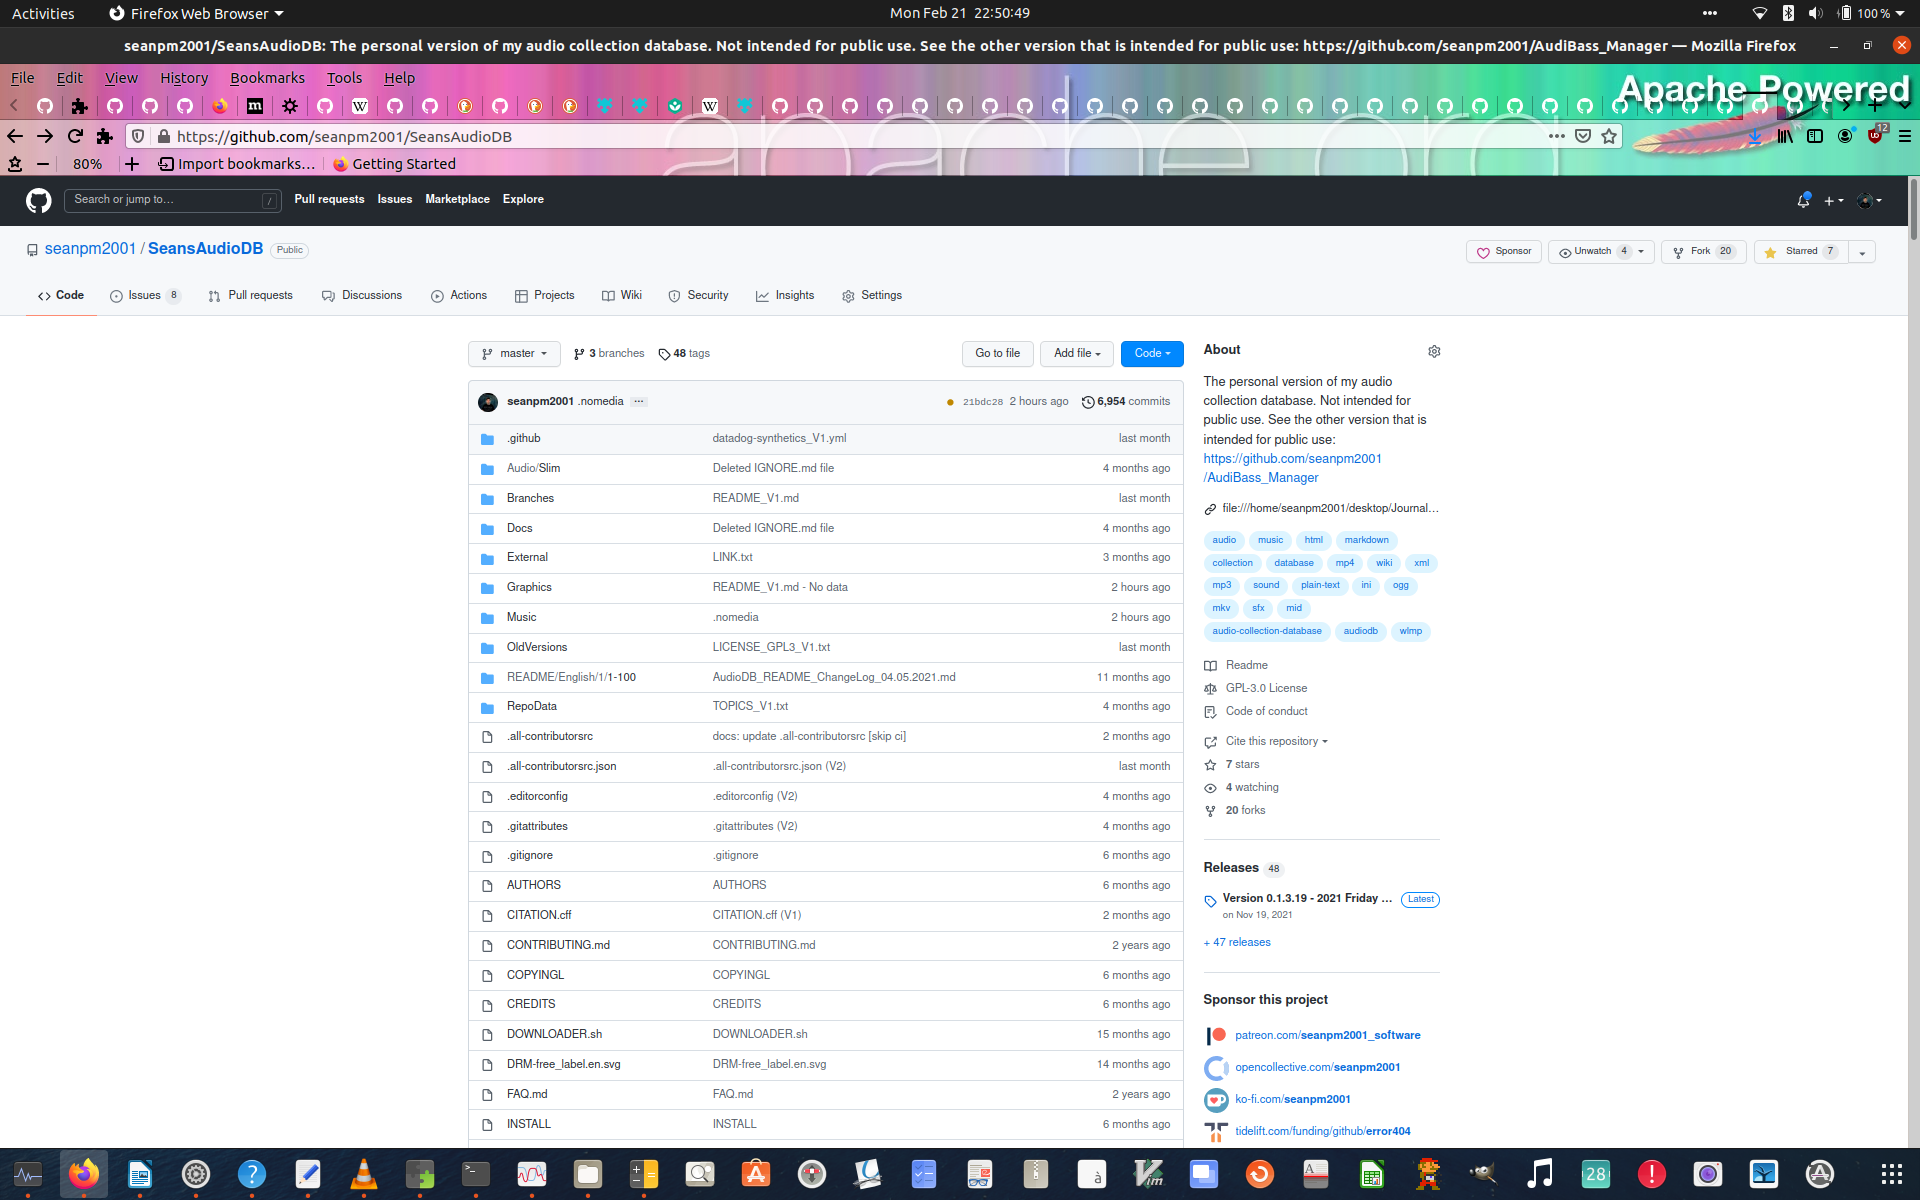 Activities
Firefox Web Browser
Mon Feb 21 22:50:49
100 %
seanpm2001/SeansAudioDB: The personal version of my audio collection database. Not intended for public use. See the other version that is intended for public use: https://github.com/seanpm2001/AudiBass_Manager — Mozilla Firefox
File Edit View History Bookmarks Tools Help
Apache Powered
https://github.com/seanpm2001/SeansAudioDB
12
80%
Import bookmarks...
Getting Started
apache.org
Search or jump to...
/
Pull requests Issues Marketplace Explore
seanpm2001 / SeansAudioDB Public
Sponsor
Unwatch 4
Fork 20
Starred 7
Code
Issues 8
Pull requests
Discussions
Actions
Projects
Wiki
Security
Insights
Settings
master
3 branches
48 tags
Go to file
Add file
Code
seanpm2001 .nomedia ...
21bdc28 2 hours ago
6,954 commits
.github datadog-synthetics_V1.yml last month
Audio/Slim Deleted IGNORE.md file 4 months ago
Branches README_V1.md last month
Docs Deleted IGNORE.md file 4 months ago
External LINK.txt 3 months ago
Graphics README_V1.md - No data 2 hours ago
Music .nomedia 2 hours ago
OldVersions LICENSE_GPL3_V1.txt last month
README/English/1/1-100 AudioDB_README_ChangeLog_04.05.2021.md 11 months ago
RepoData TOPICS_V1.txt 4 months ago
.all-contributorsrc docs: update .all-contributorsrc [skip ci] 2 months ago
.all-contributorsrc.json .all-contributorsrc.json (V2) last month
.editorconfig .editorconfig (V2) 4 months ago
.gitattributes .gitattributes (V2) 4 months ago
.gitignore .gitignore 6 months ago
AUTHORS AUTHORS 6 months ago
CITATION.cff CITATION.cff (V1) 2 months ago
CONTRIBUTING.md CONTRIBUTING.md 2 years ago
COPYINGL COPYINGL 6 months ago
CREDITS CREDITS 6 months ago
DOWNLOADER.sh DOWNLOADER.sh 15 months ago
DRM-free_label.en.svg DRM-free_label.en.svg 14 months ago
FAQ.md FAQ.md 2 years ago
INSTALL INSTALL 6 months ago
About
The personal version of my audio
collection database. Not intended for
public use. See the other version that is
intended for public use:
https://github.com/seanpm2001
/AudiBass_Manager
file:///home/seanpm2001/desktop/Journal...
audio music html markdown
collection database mp4 wiki xml
mp3 sound plain-text ini ogg
mkv sfx mid
audio-collection-database audiodb wlmp
Readme
GPL-3.0 License
Code of conduct
Cite this repository
7 stars
4 watching
20 forks
Releases 48
Version 0.1.3.19 - 2021 Friday ... Latest
on Nov 19, 2021
+ 47 releases
Sponsor this project
patreon.com/seanpm2001_software
opencollective.com/seanpm2001
ko-fi.com/seanpm2001
tidelift.com/funding/github/error404
28